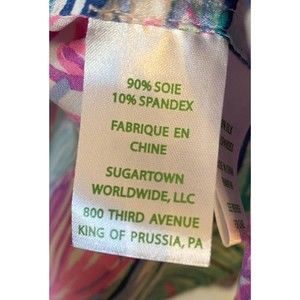 90% SOIE
10% SPANDEX
FABRIQUE EN
CHINE
SUGARTOWN
WORLDWIDE, LLC
800 THIRD AVENUE
KING OF PRUSSIA, PA